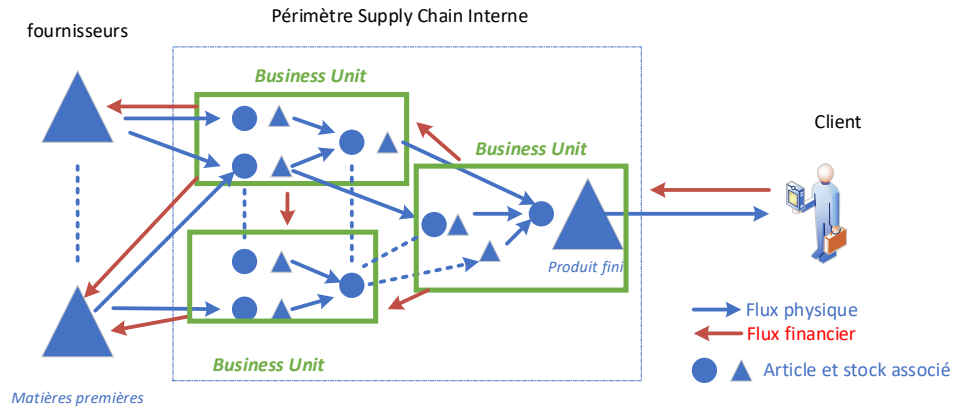 Périmètre Supply Chain Interne
fournisseurs
Business Unit
Client
Business Unit
Produit fini
Flux physique
Flux financier
Business Unit
Article et stock associé
Matières premières